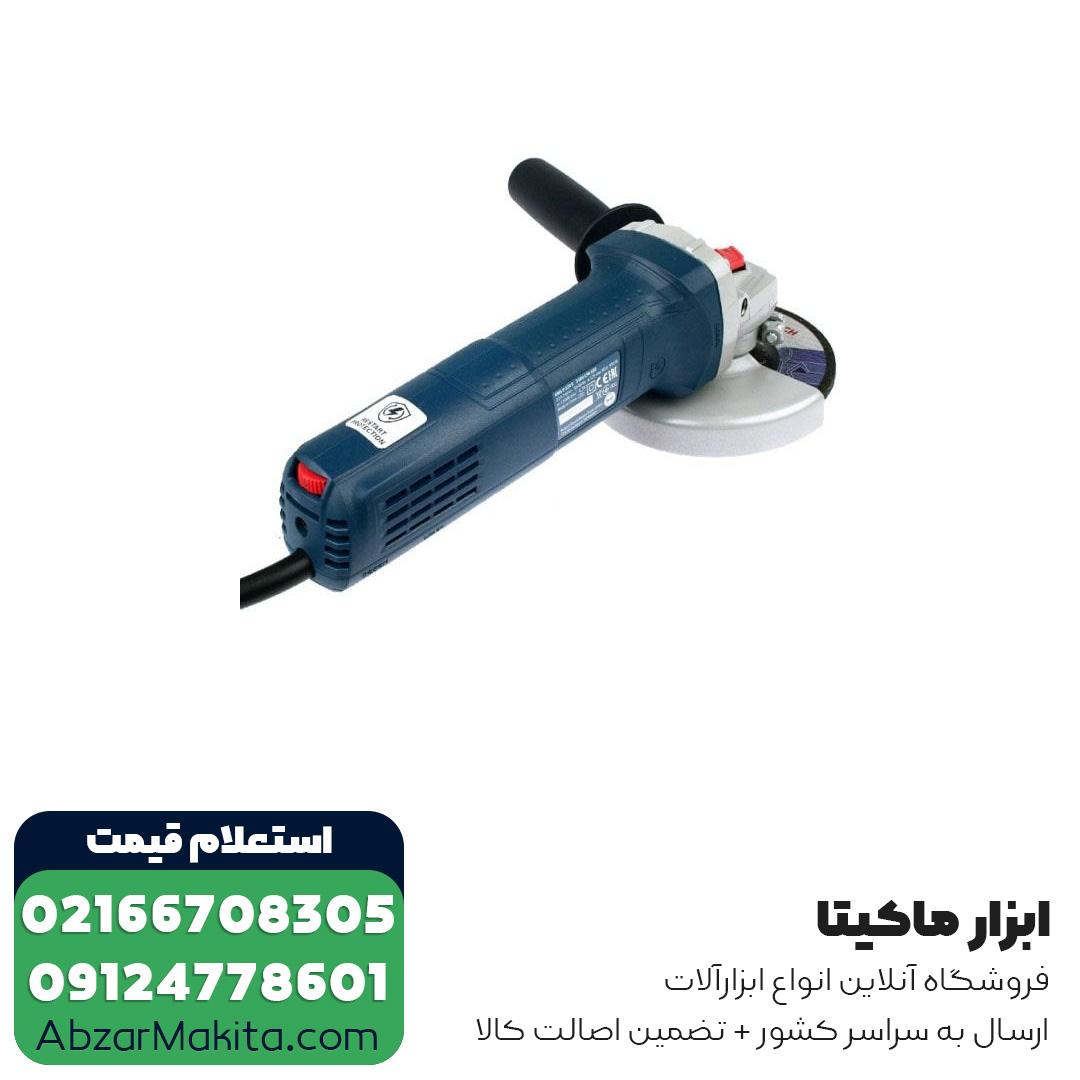 RESTART
PROTECTION
استعلام قیمت
02166708305
09124778601
AbzarMakita.com
ابزار ماکیتا
فروشگاه آنلاین انواع ابزارآلات
ارسال به سراسر کشور + تضمین اصالت کالا